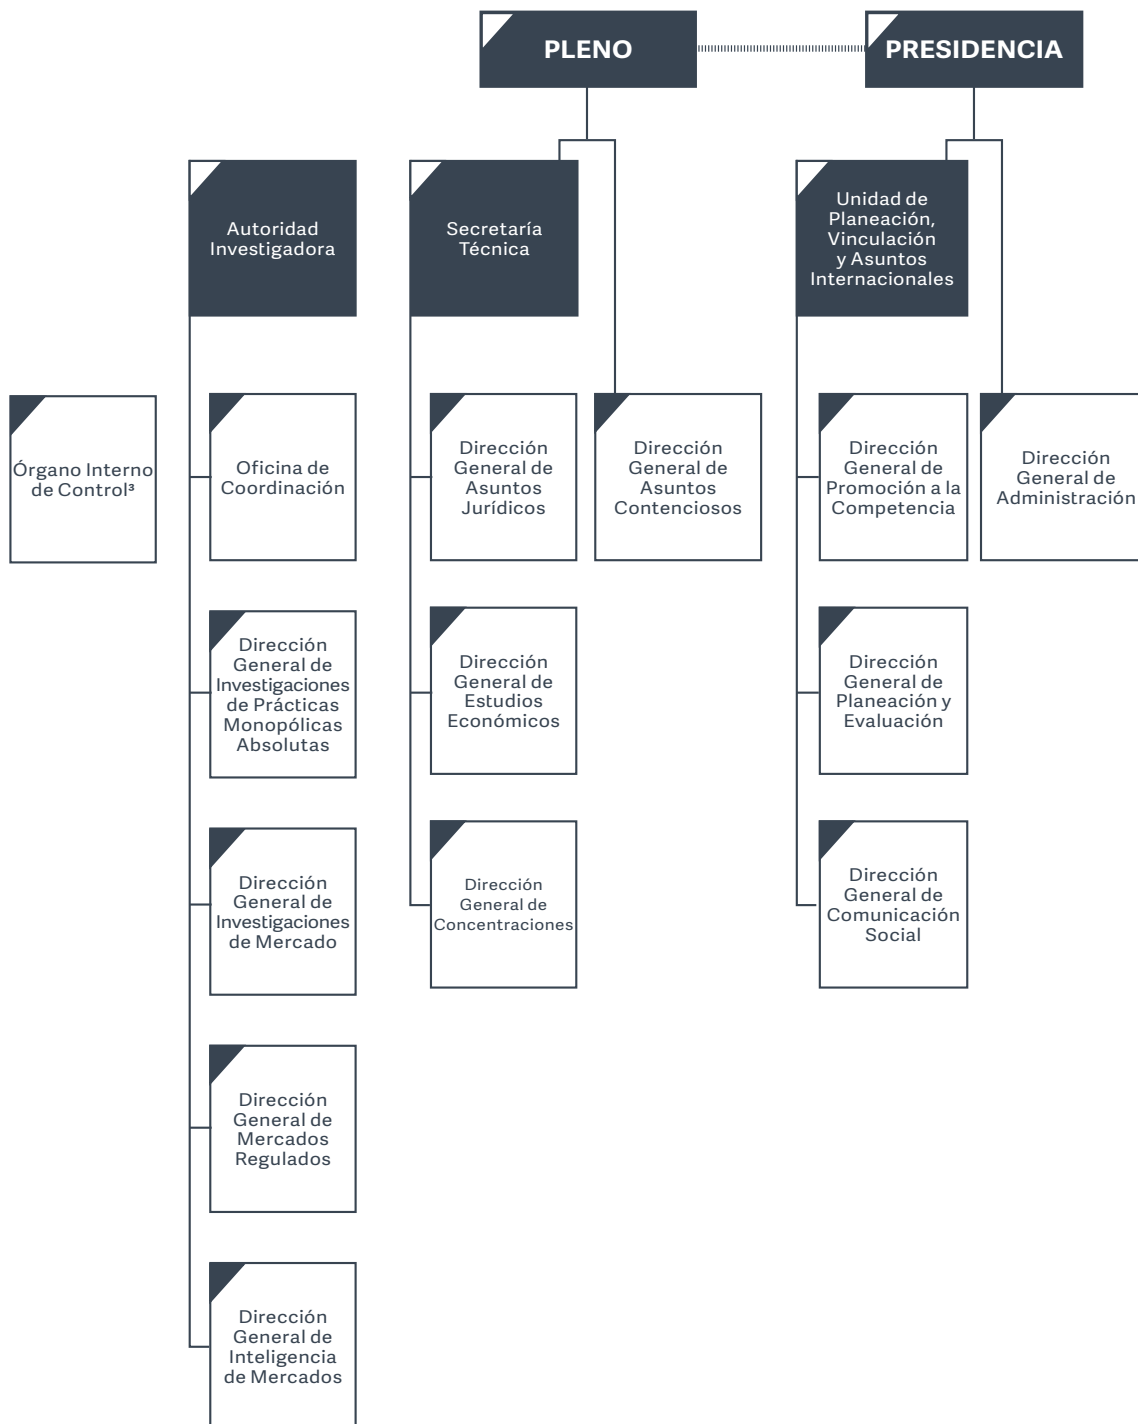 PLENO
PRESIDENCIA
Autoridad
Investigadora
Secretaría
Técnica
Unidad de
Planeación,
Vinculación
y Asuntos
Internacionales
Órgano Interno
de Control³
Oficina de
Coordinación
Dirección
General de
Asuntos
Jurídicos
Dirección
General de
Asuntos
Contenciosos
Dirección
General de
Promoción a la
Competencia
Dirección
General de
Administración
Dirección
General de
Investigaciones
de Prácticas
Monopólicas
Absolutas
Dirección
General de
Estudios
Económicos
Dirección
General de
Planeación y
Evaluación
Dirección
General de
Investigaciones
de Mercado
Dirección
General de
Concentraciones
Dirección
General de
Comunicación
Social
Dirección
General de
Mercados
Regulados
Dirección
General de
Inteligencia
de Mercados